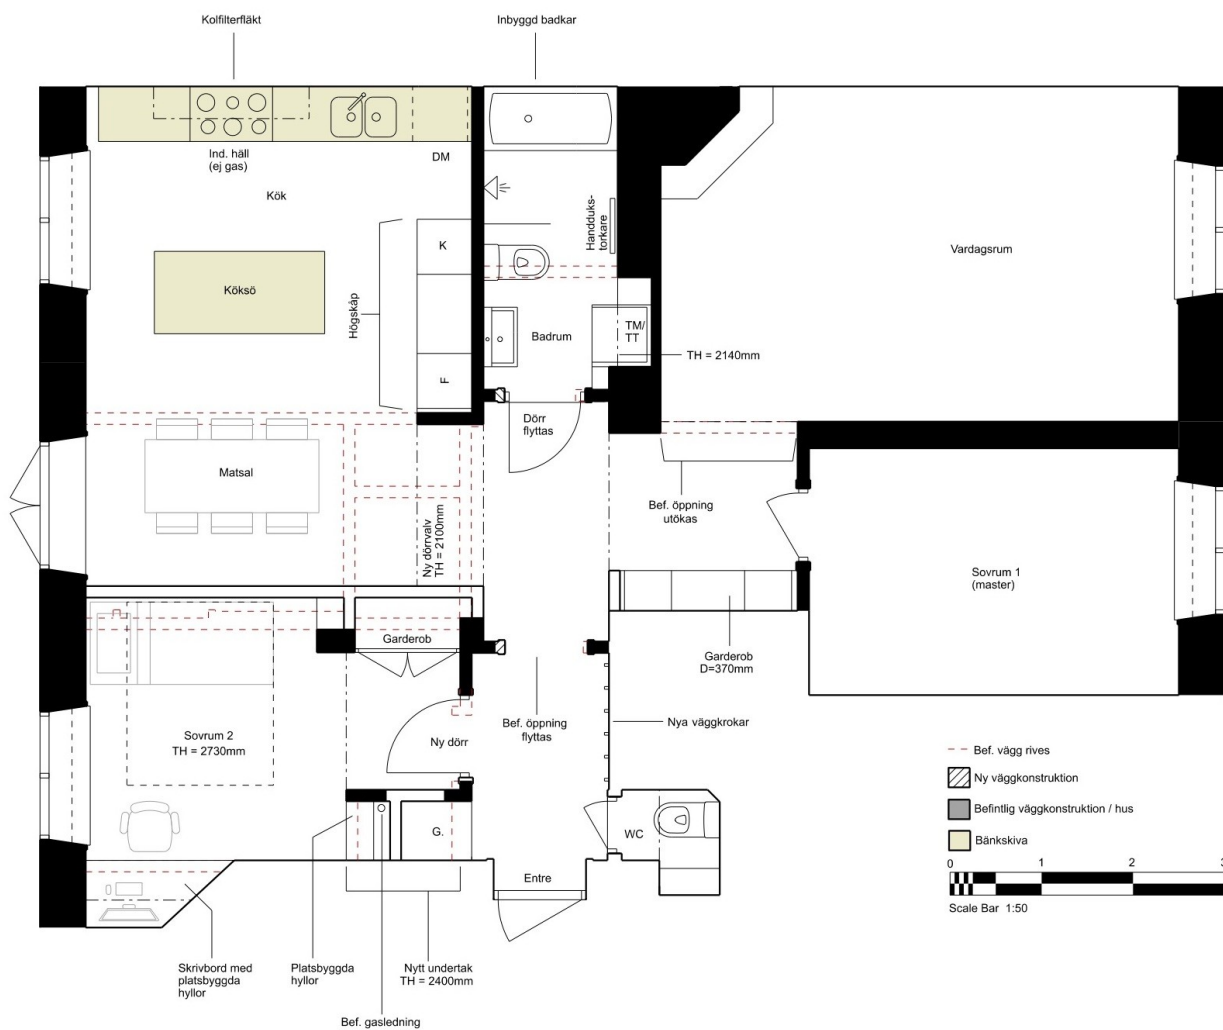 Kolfilterfläkt
Inbyggd badkar
Ind. häll
(ej gas)
DM
Kök
Handduks-
torkare
K
Vardagsrum
Köksö
Högskåp
Badrum
TM/
TT
TH = 2140mm
F
Dörr
flyttas
Matsal
Ny dörrvalv
TH = 2100mm
Bef. öppning
utökas
Sovrum 1
(master)
Garderob
Garderob
D=370mm
Sovrum 2
TH = 2730mm
Ny dörr
Bef. öppning
flyttas
Nya väggkrokar
Bef. vägg rives
Ny väggkonstruktion
Befintlig väggkonstruktion / hus
Bänkskiva
G.
WC
Entre
0 1 2 3
Scale Bar 1:50
Skrivbord med
platsbyggda
hyllor
Platsbyggda
hyllor
Nytt undertak
TH = 2400mm
Bef. gasledning